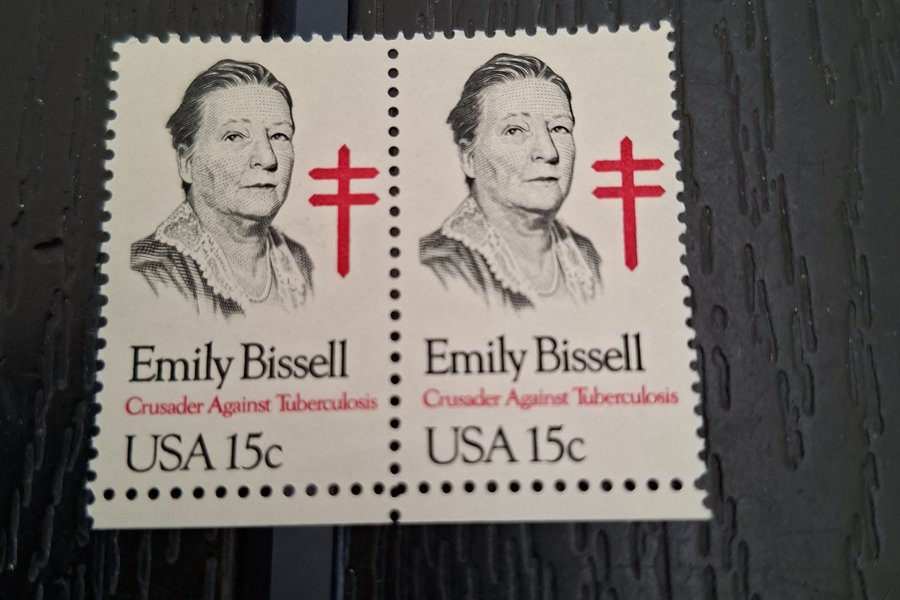 Emily Bissell
Crusader Against Tuberculosis
USA 15c
Emily Bissell
Crusader Against Tuberculosis
USA 15c